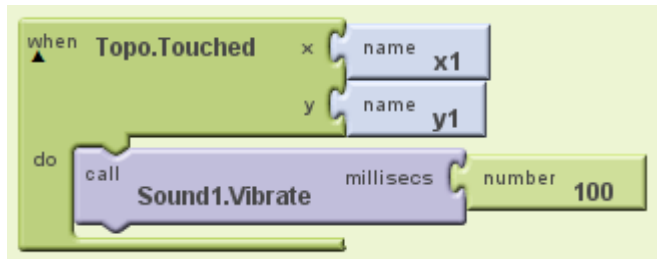 when Topo.Touched x name x1
y name y1
do call Sound1.Vibrate millisecs number 100